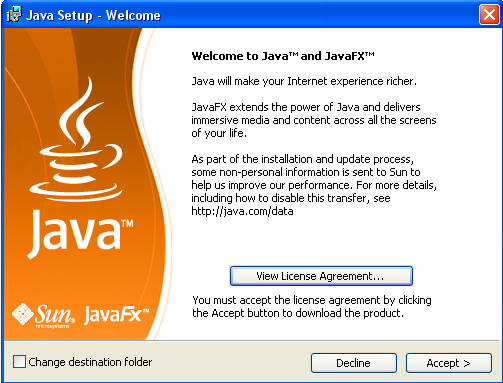 Java Setup - Welcome
Welcome to Java™ and JavaFX™
Java will make your Internet experience richer.
JavaFX extends the power of Java and delivers
immersive media and content across all the screens
of your life.
As part of the installation and update process,
some non-personal information is sent to Sun to
help us improve our performance. For more details,
including how to disable this transfer, see
http://java.com/data
Java™
View License Agreement...
You must accept the license agreement by clicking
the Accept button to download the product.
Sun
microsystems
JavaFX™
Change destination folder
Decline
Accept >